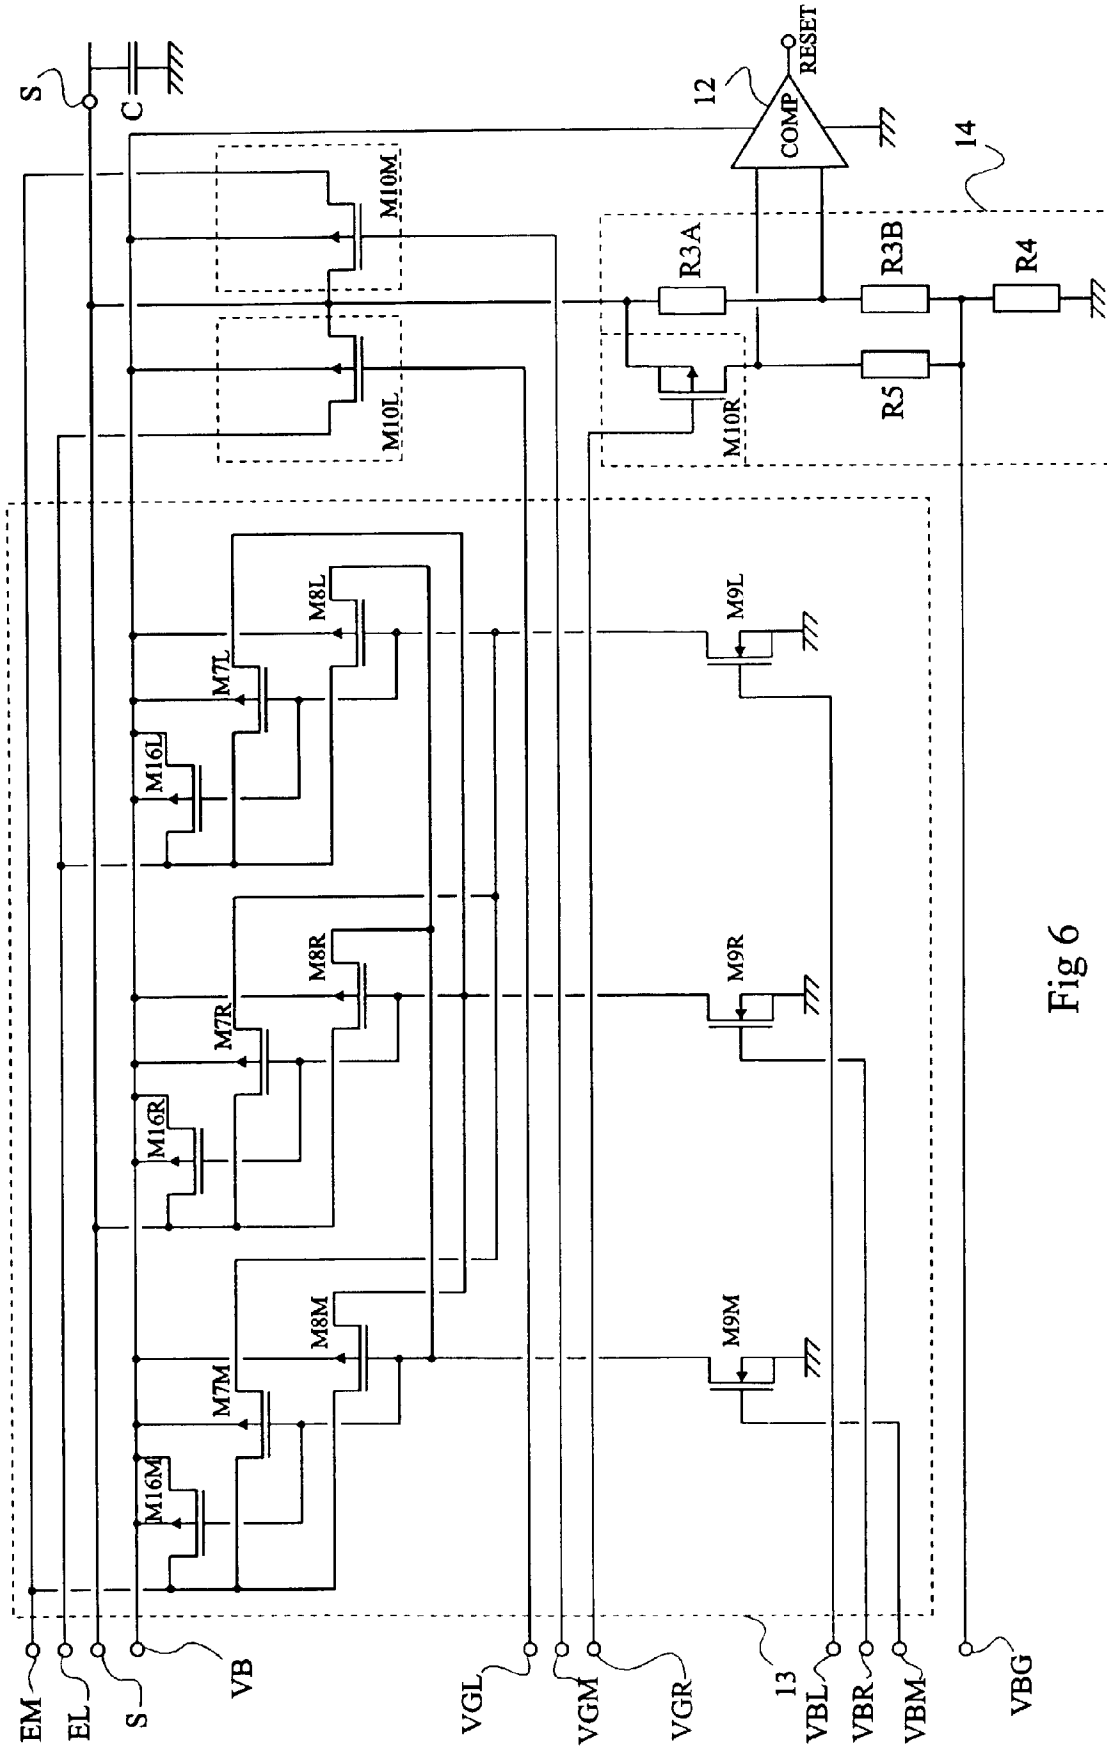 S
C
12
COMP
RESET
14
M10M
M10L
R3A
R3B
R4
M10R
R5
M8L
M7L
M16L
M9L
M8R
M7R
M16R
M9R
M8M
M7M
M16M
M9M
EM
EL
S
VB
VGL
VGM
VGR
13
VBL
VBR
VBM
VBG
Fig 6